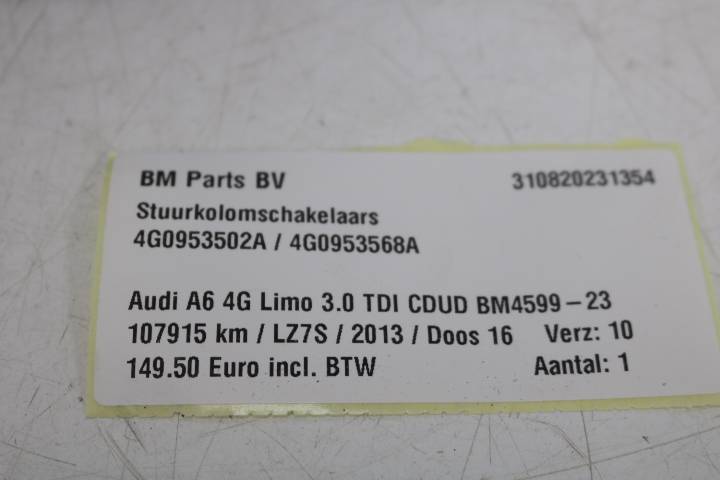 BM Parts BV 310820231354
Stuurkolomschakelaars
4G0953502A / 4G0953568A
Audi A6 4G Limo 3.0 TDI CDUD BM4599-23
107915 km / LZ7S / 2013 / Doos 16 Verz: 10
149.50 Euro incl. BTW Aantal: 1